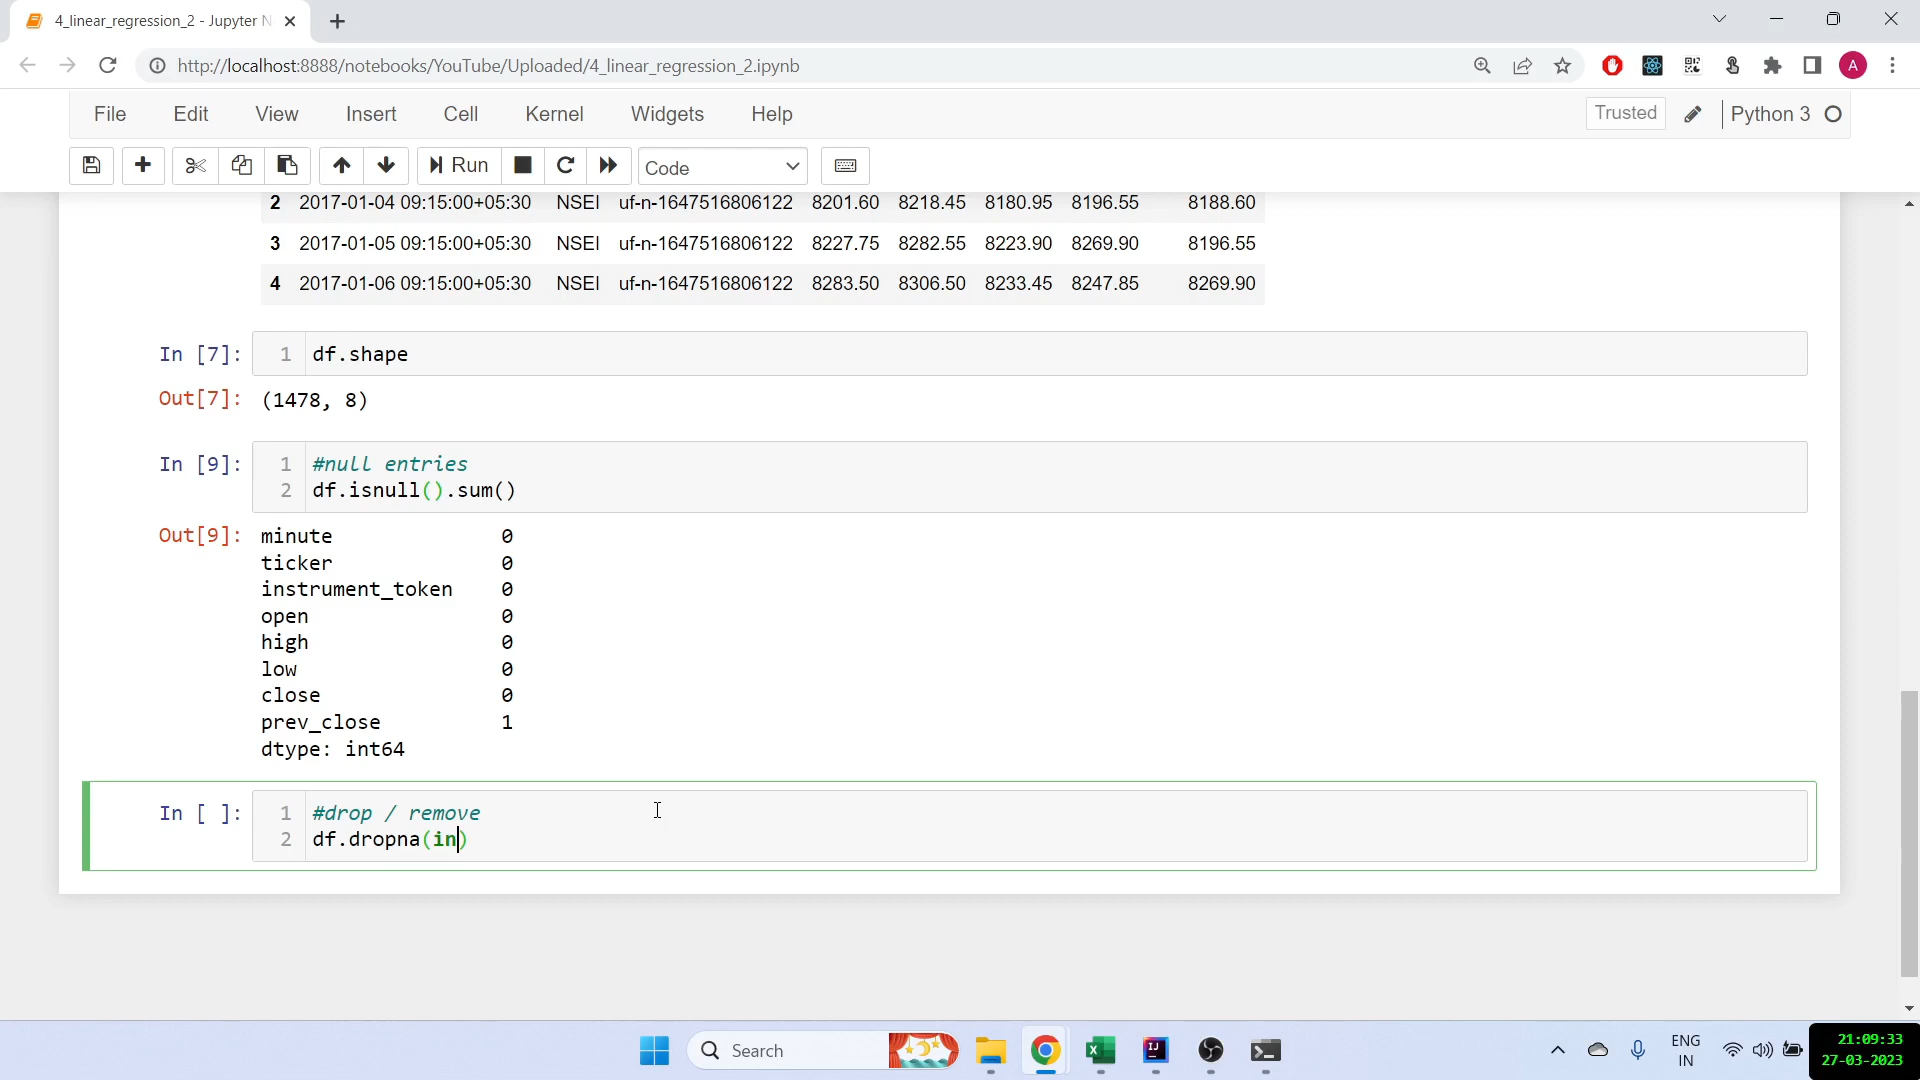 4_linear_regression_2 - Jupyter N
http://localhost:8888/notebooks/YouTube/Uploaded/4_linear_regression_2.ipynb
A
File Edit View Insert Cell Kernel Widgets Help
Trusted Python 3
Run Code
2 2017-01-04 09:15:00+05:30 NSEI uf-n-1647516806122 8201.60 8218.45 8180.95 8196.55 8188.60
3 2017-01-05 09:15:00+05:30 NSEI uf-n-1647516806122 8227.75 8282.55 8223.90 8269.90 8196.55
4 2017-01-06 09:15:00+05:30 NSEI uf-n-1647516806122 8283.50 8306.50 8233.45 8247.85 8269.90
In [7]: 1 df.shape
Out[7]: (1478, 8)
In [9]: 1 #null entries
2 df.isnull().sum()
Out[9]: minute 0
ticker 0
instrument_token 0
open 0
high 0
low 0
close 0
prev_close 1
dtype: int64
In [ ]: 1 #drop / remove
2 df.dropna(in)
Search
IJ
ENG
IN
21:09:33
27-03-2023